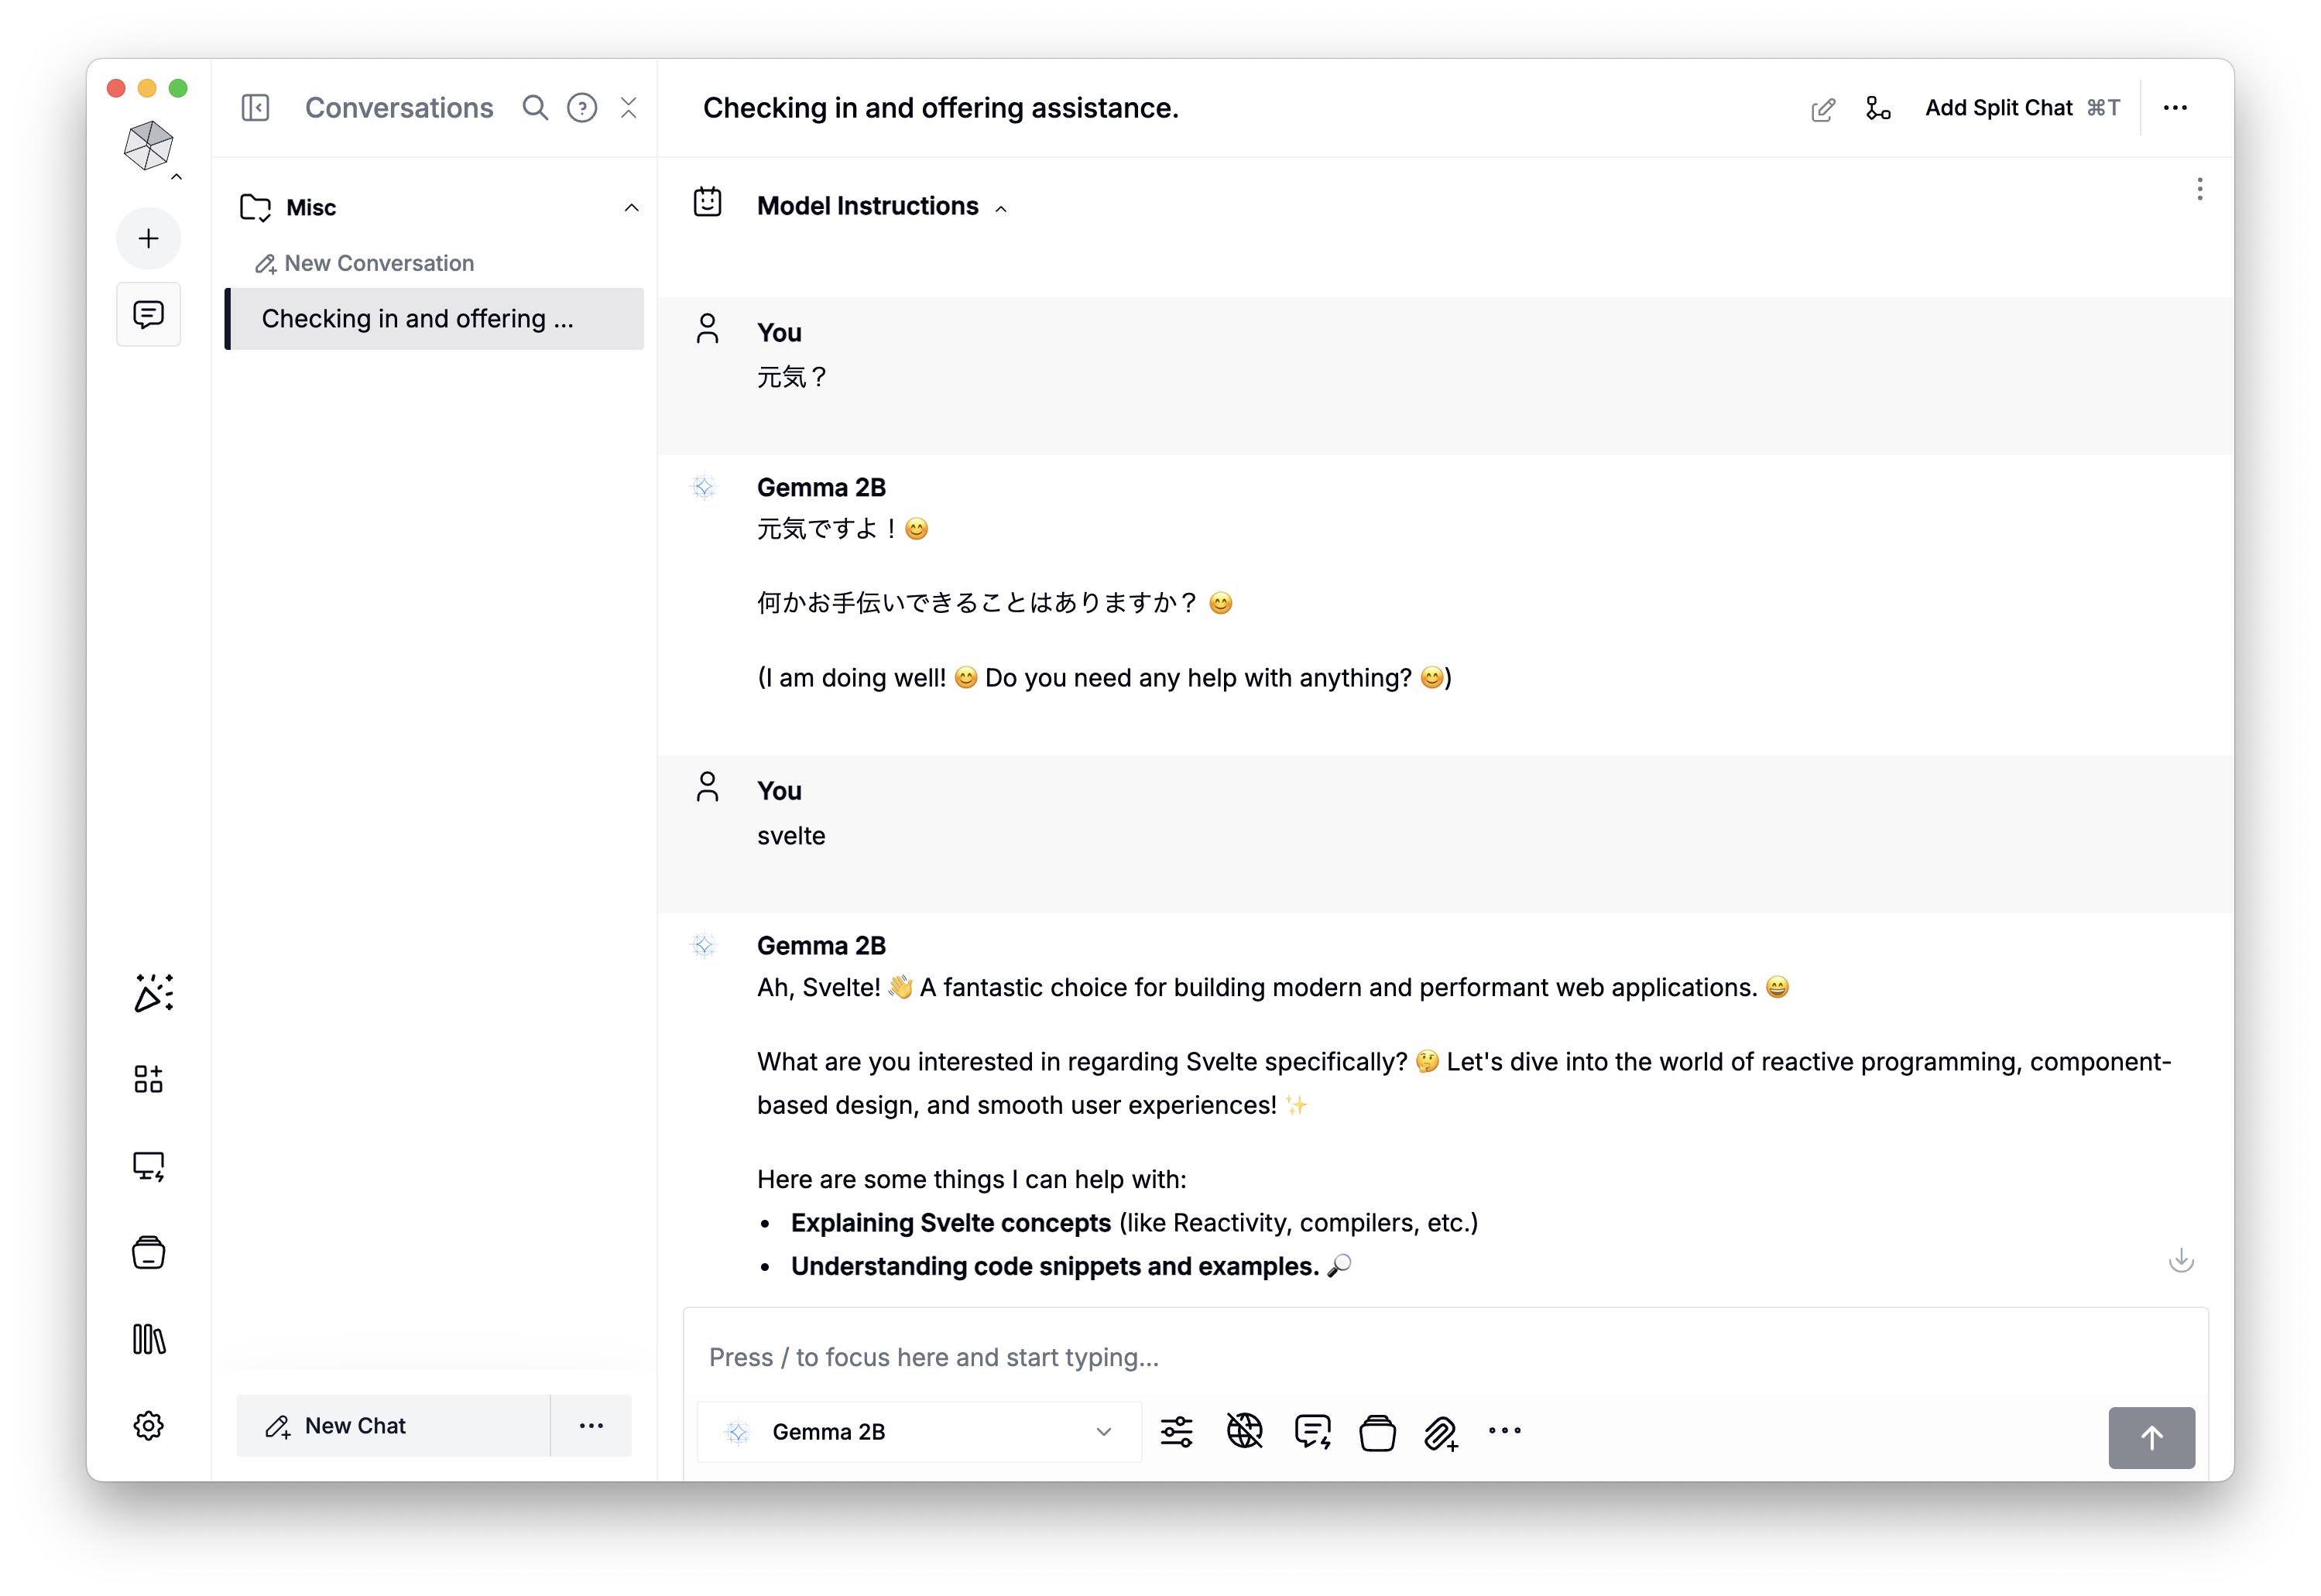 Conversations
Checking in and offering assistance.
Add Split Chat ⌘T
Misc
New Conversation
Checking in and offering ...
Model Instructions
You
元気？
Gemma 2B
元気ですよ！😊
何かお手伝いできることはありますか？ 😊
(I am doing well! 😊 Do you need any help with anything? 😊)
You
svelte
Gemma 2B
Ah, Svelte! 👋 A fantastic choice for building modern and performant web applications. 😄
What are you interested in regarding Svelte specifically? 🤔 Let's dive into the world of reactive programming, component-
based design, and smooth user experiences! ✨
Here are some things I can help with:
• Explaining Svelte concepts (like Reactivity, compilers, etc.)
• Understanding code snippets and examples. 🔎
Press / to focus here and start typing...
New Chat
Gemma 2B